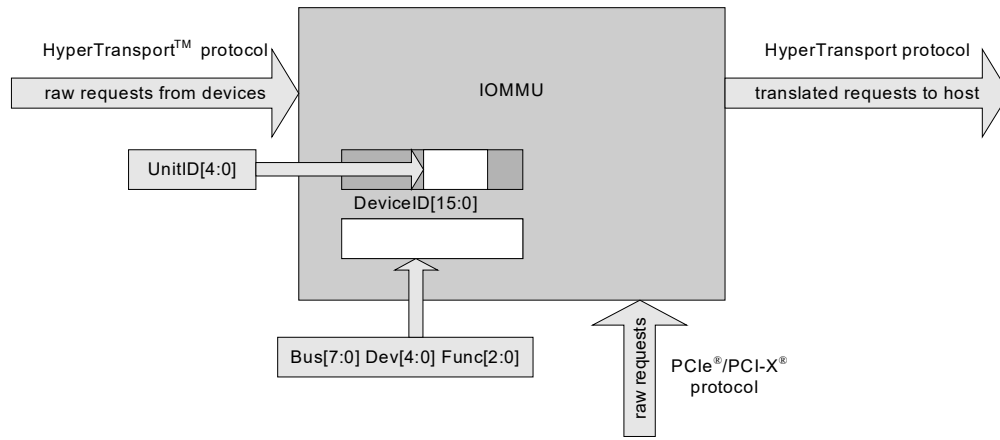 HyperTransport™ protocol
raw requests from devices
IOMMU
HyperTransport protocol
translated requests to host
UnitID[4:0]
DeviceID[15:0]
Bus[7:0] Dev[4:0] Func[2:0]
raw requests
PCIe®/PCI-X®
protocol